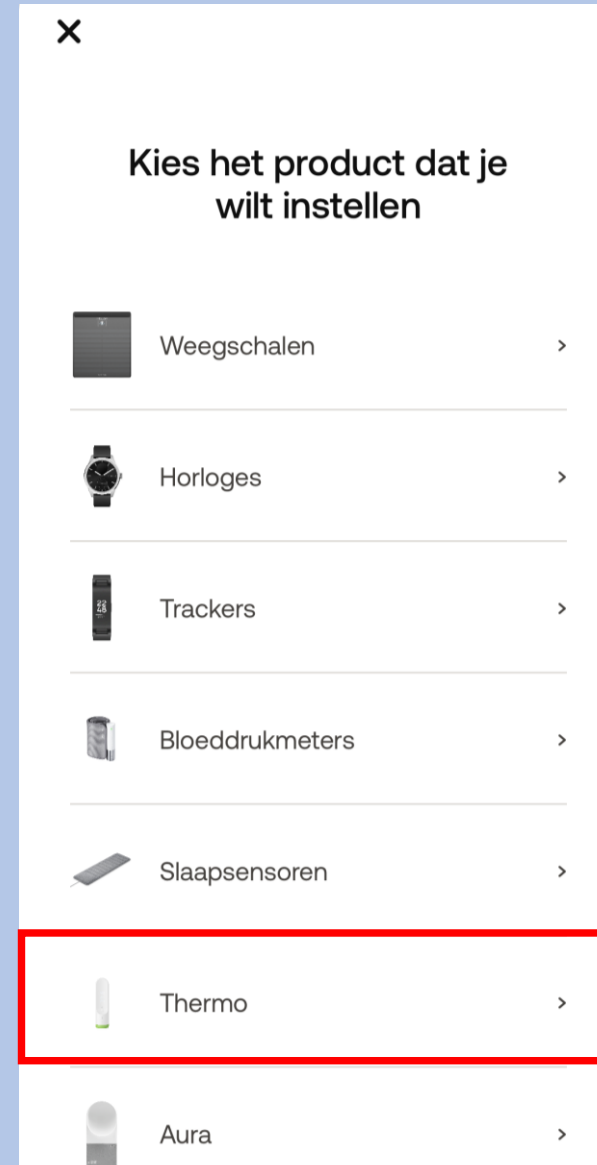 Kies het product dat je
wilt instellen
Weegschalen
Horloges
Trackers
Bloeddrukmeters
Slaapsensoren
Thermo
Aura